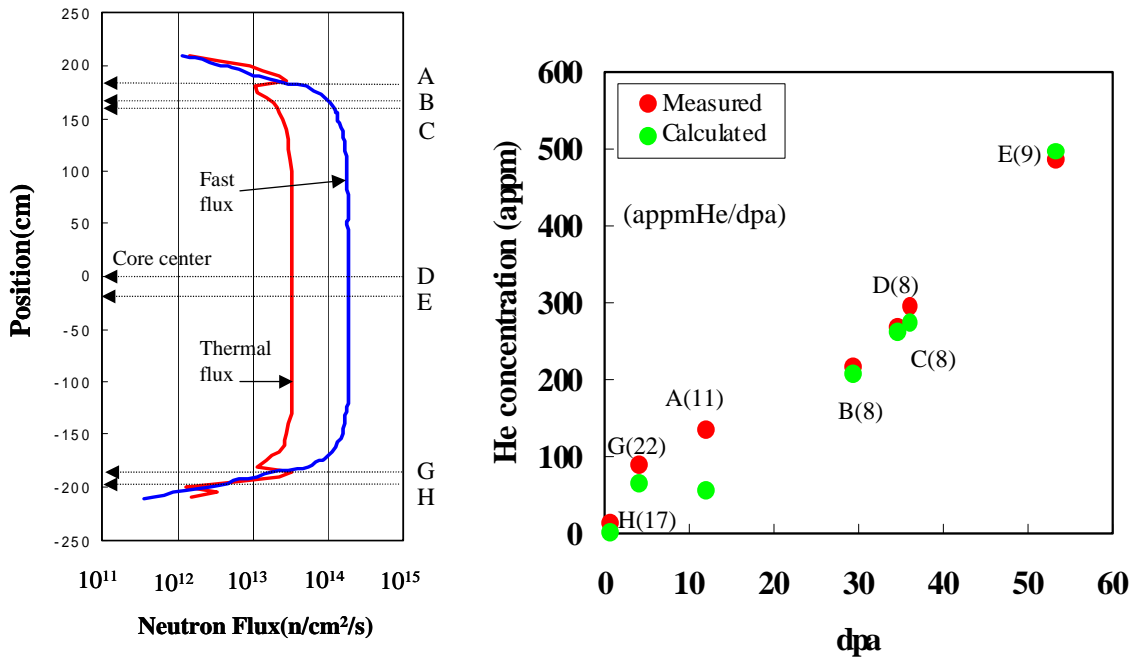 250
200
150
100
50
0
-50
-100
-150
-200
-250
Position(cm)
A
B
C
D
E
G
H
Fast
flux
Core center
Thermal
flux
10¹¹ 10¹² 10¹³ 10¹⁴ 10¹⁵
Neutron Flux(n/cm²/s)
600
500
400
300
200
100
0
He concentration (appm)
Measured
Calculated
(appmHe/dpa)
E(9)
D(8)
C(8)
B(8)
A(11)
G(22)
H(17)
0 10 20 30 40 50 60
dpa